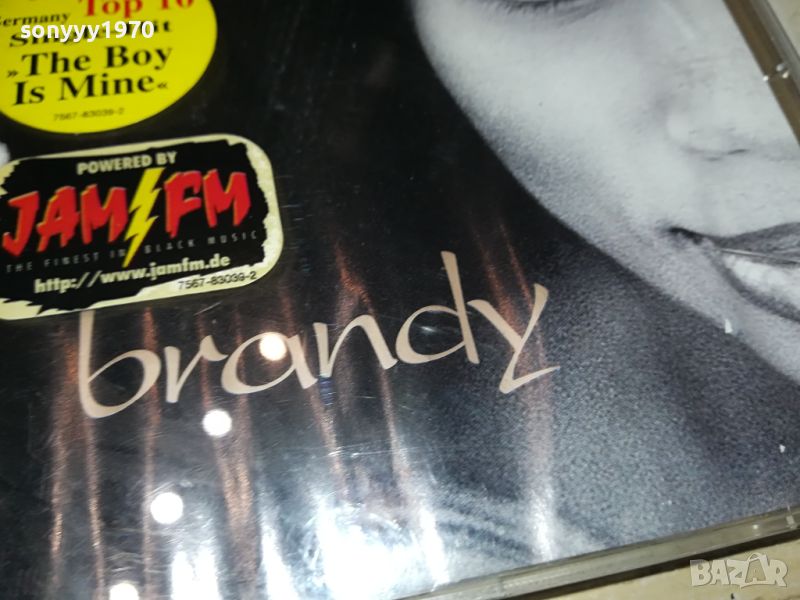 sonyyy1970
Germany Top 10
»The Boy
Is Mine«
7567-83039-2
POWERED BY
JAM FM
THE FINEST IN BLACK MUSIC
http://www.jamfm.de
7567-83039-2
brandy
BAZAR